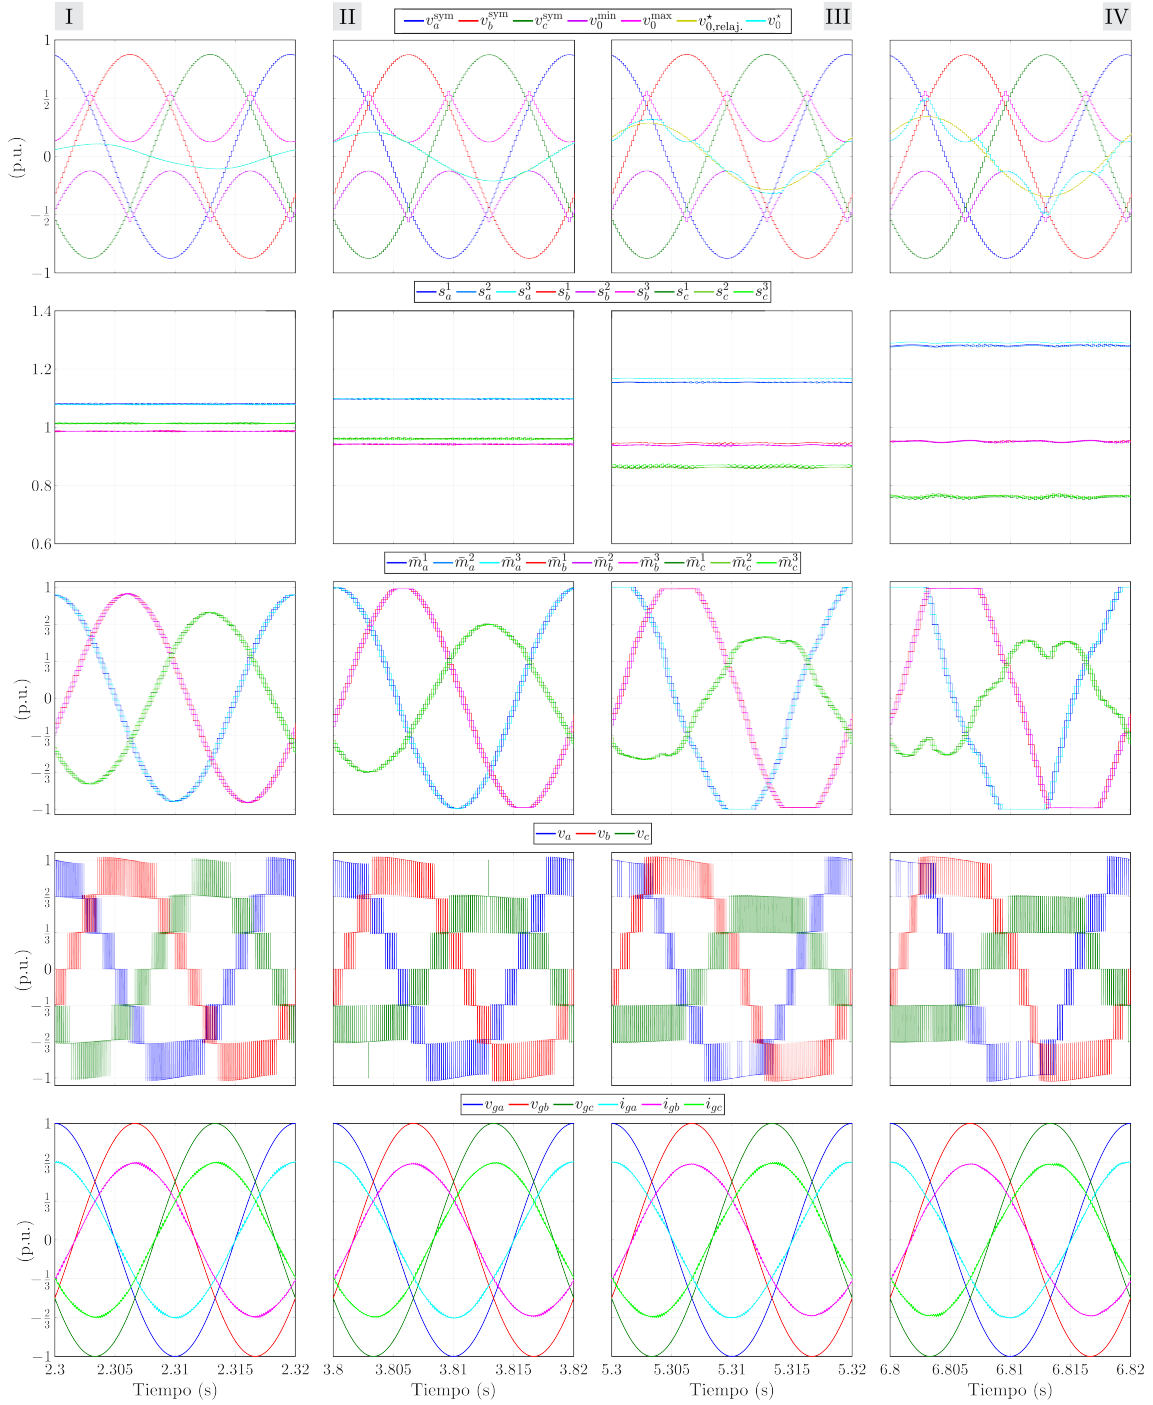 I II III IV
v_a^sym v_b^sym v_c^sym v_0^min v_0^max v_{0,relaj.}^⋆ v_0^⋆
1
1/2
0
−1/2
−1
(p.u.)
s_a^1 s_a^2 s_a^3 s_b^1 s_b^2 s_b^3 s_c^1 s_c^2 s_c^3
1.4
1.2
1
0.8
0.6
m̄_a^1 m̄_a^2 m̄_a^3 m̄_b^1 m̄_b^2 m̄_b^3 m̄_c^1 m̄_c^2 m̄_c^3
1
2/3
1/3
0
−1/3
−2/3
−1
(p.u.)
v_a v_b v_c
1
2/3
1/3
0
−1/3
−2/3
−1
(p.u.)
v_ga v_gb v_gc i_ga i_gb i_gc
1
2/3
1/3
0
−1/3
−2/3
−1
(p.u.)
2.3 2.305 2.31 2.315 2.32 3.8 3.805 3.81 3.815 3.82 5.3 5.305 5.31 5.315 5.32 6.8 6.805 6.81 6.815 6.82
Tiempo (s) Tiempo (s) Tiempo (s) Tiempo (s)